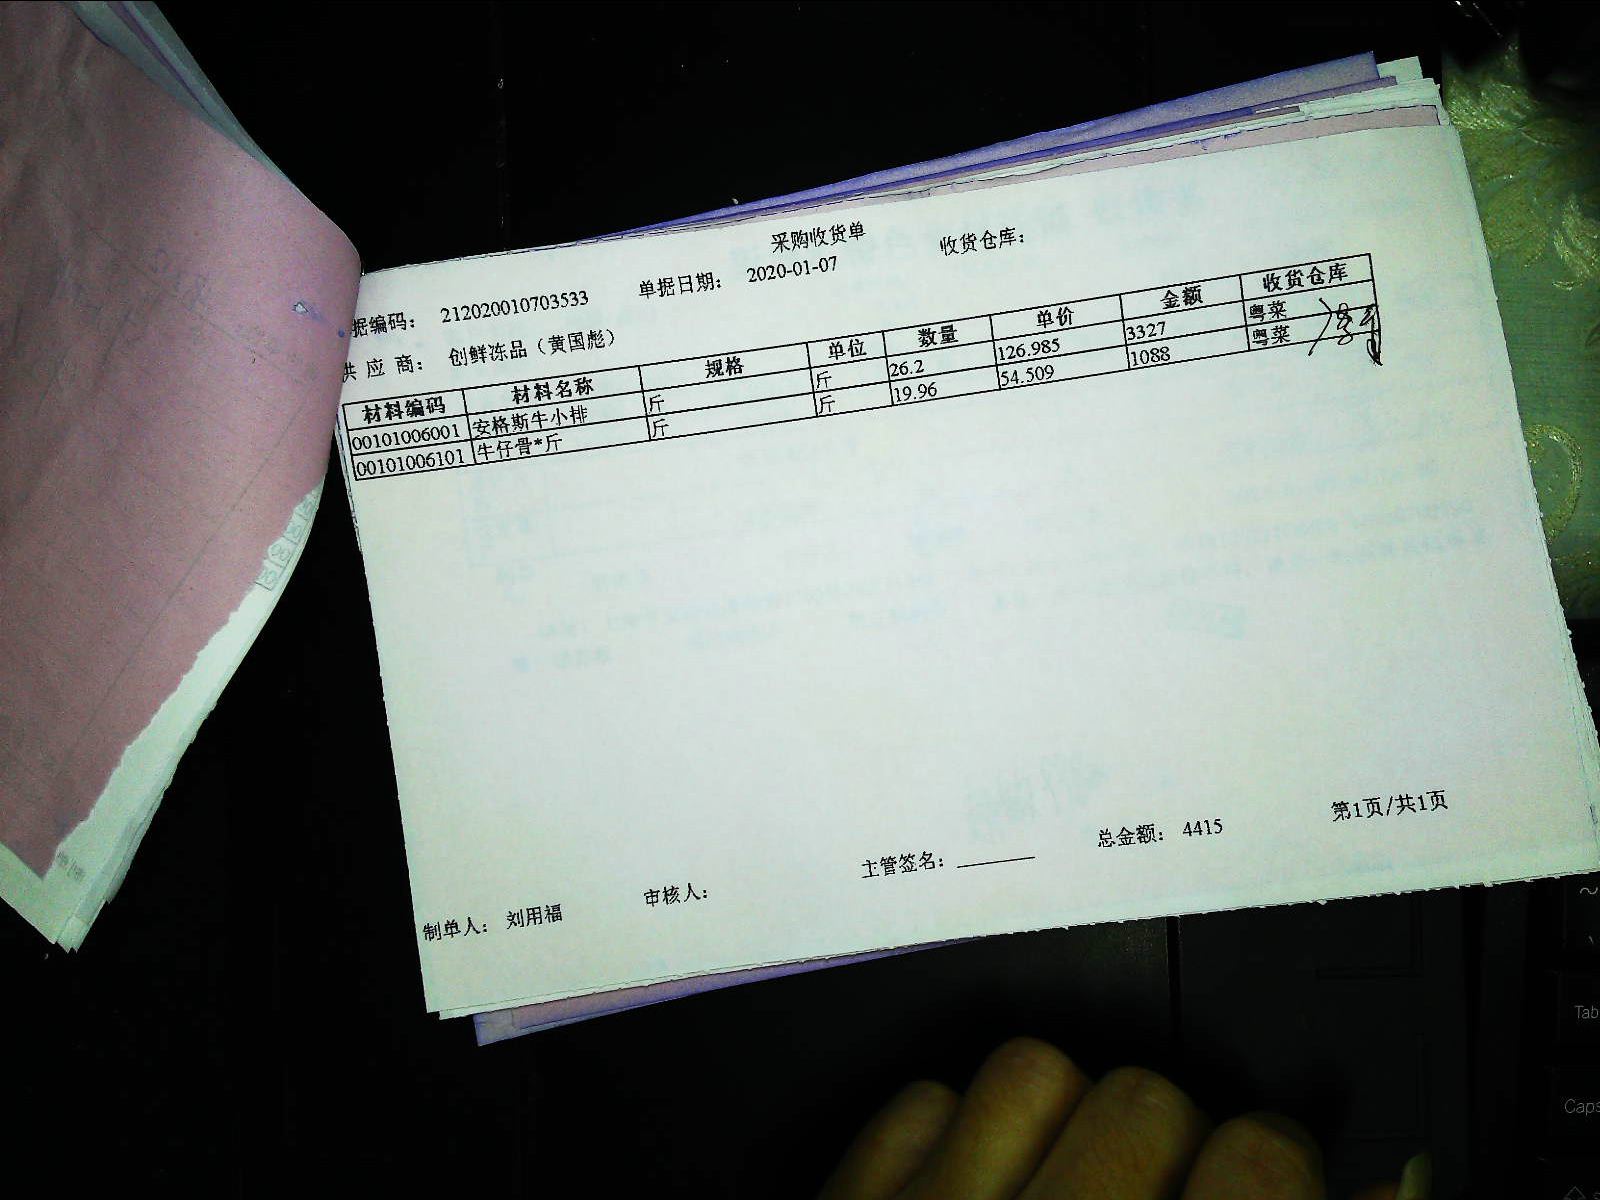 采购收货单
据编码： 212020010703533 单据日期： 2020-01-07 收货仓库：
供 应 商： 创鲜冻品（黄国彪）
材料编码 材料名称 规格 单位 数量 单价 金额 收货仓库
00101006001 安格斯牛小排 斤 斤 26.2 126.985 3327 粤菜
00101006101 牛仔骨*斤 斤 斤 19.96 54.509 1088 粤菜
制单人： 刘用福 审核人： 主管签名： 总金额： 4415 第1页/共1页
Tab
Caps